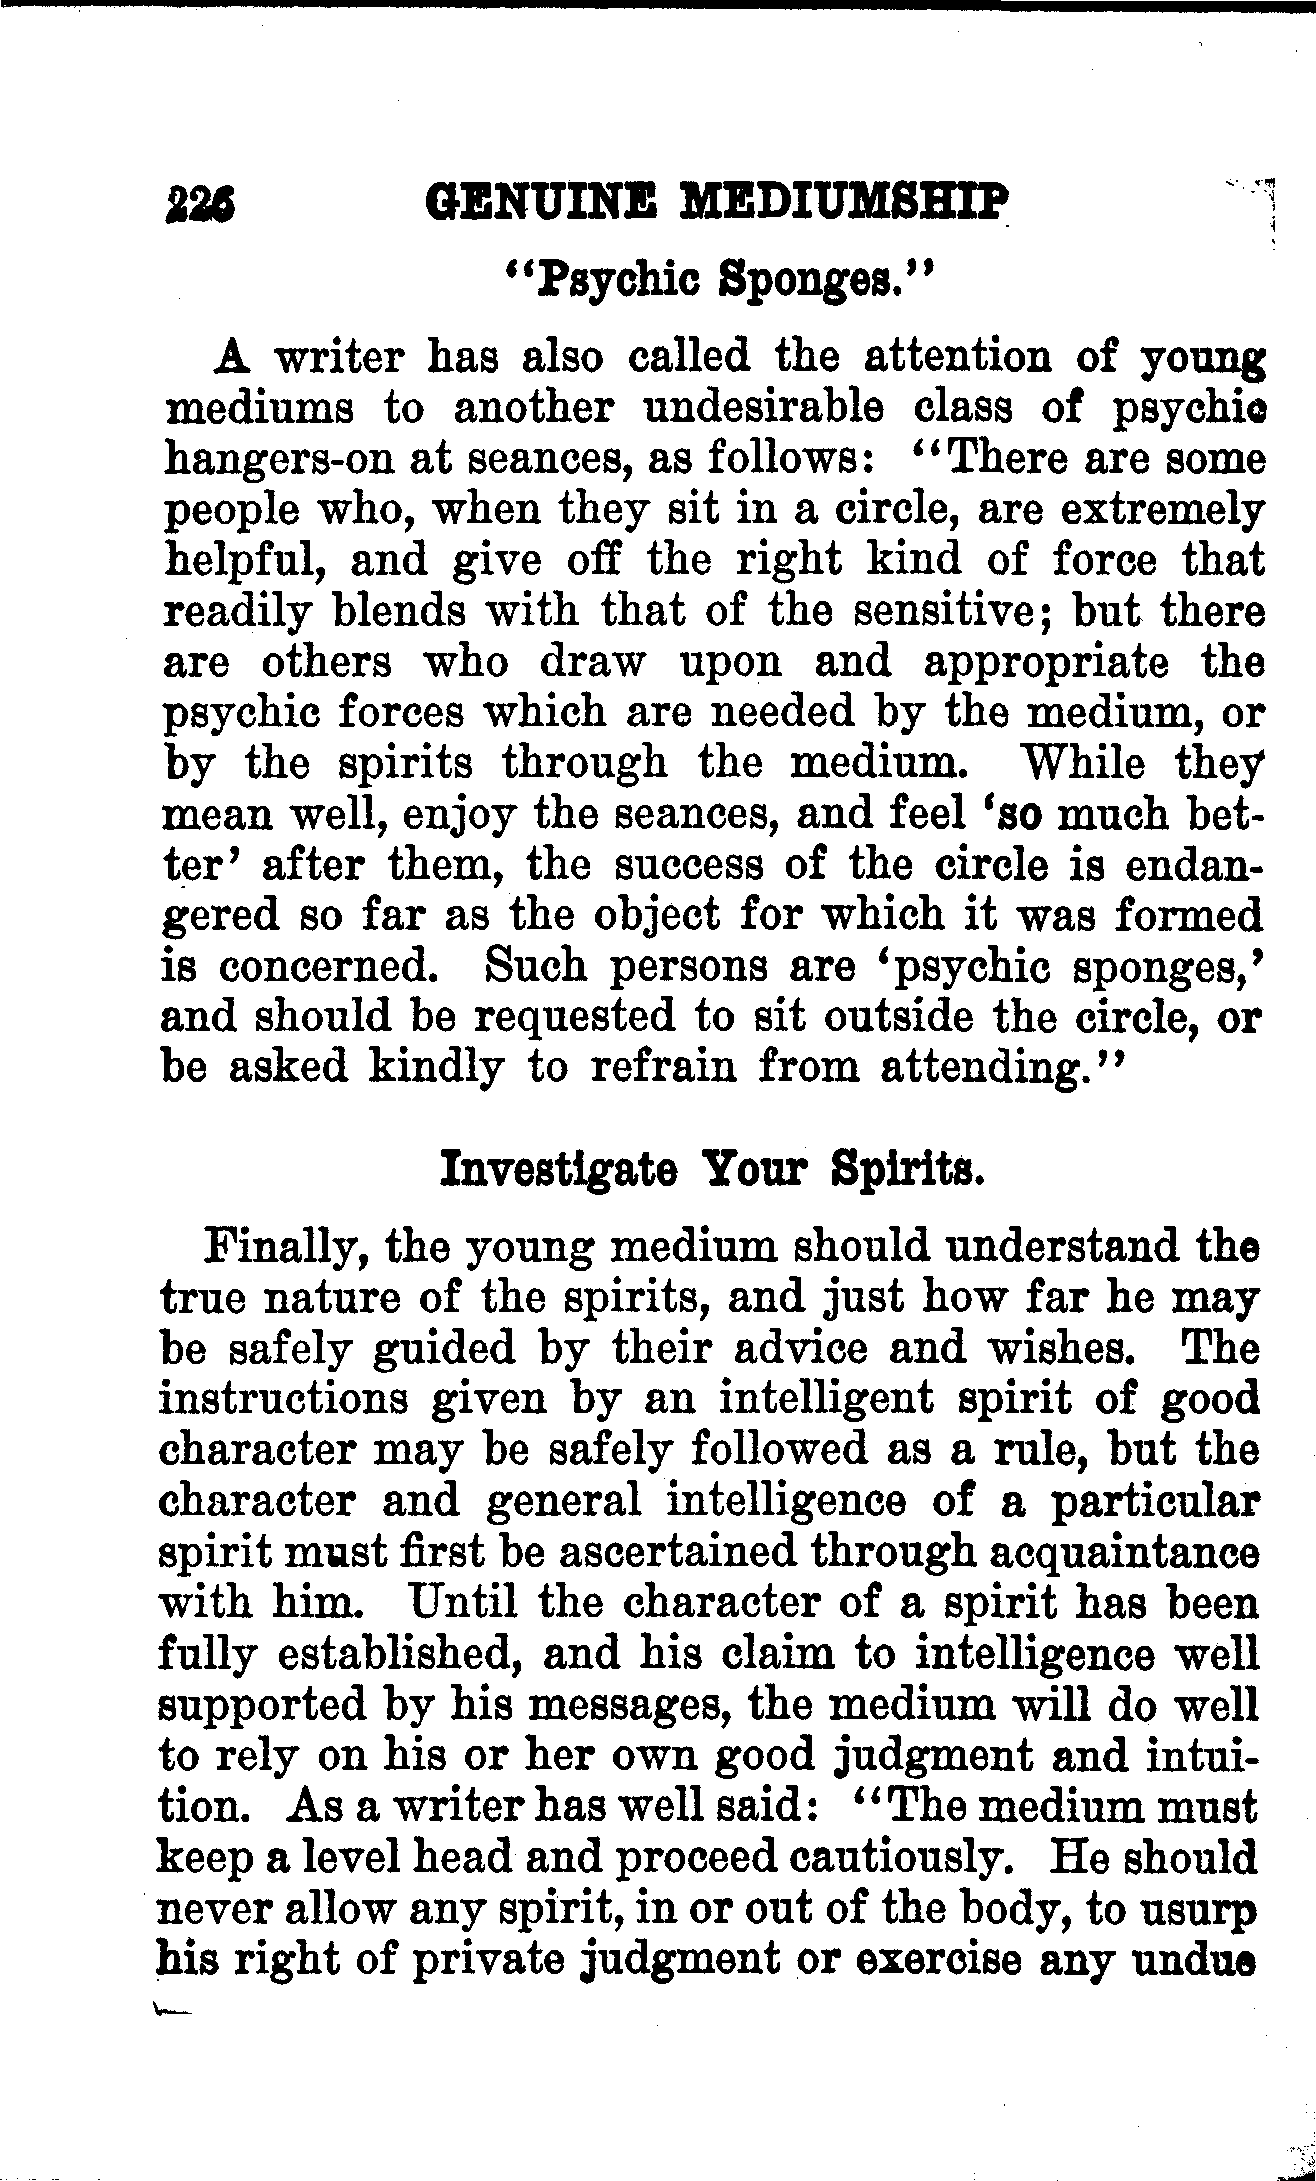 226 GENUINE MEDIUMSHIP
"Psychic Sponges."
A writer has also called the attention of young
mediums to another undesirable class of psychic
hangers-on at seances, as follows: "There are some
people who, when they sit in a circle, are extremely
helpful, and give off the right kind of force that
readily blends with that of the sensitive; but there
are others who draw upon and appropriate the
psychic forces which are needed by the medium, or
by the spirits through the medium. While they
mean well, enjoy the seances, and feel 'so much bet-
ter' after them, the success of the circle is endan-
gered so far as the object for which it was formed
is concerned. Such persons are 'psychic sponges,'
and should be requested to sit outside the circle, or
be asked kindly to refrain from attending."
Investigate Your Spirits.
Finally, the young medium should understand the
true nature of the spirits, and just how far he may
be safely guided by their advice and wishes. The
instructions given by an intelligent spirit of good
character may be safely followed as a rule, but the
character and general intelligence of a particular
spirit must first be ascertained through acquaintance
with him. Until the character of a spirit has been
fully established, and his claim to intelligence well
supported by his messages, the medium will do well
to rely on his or her own good judgment and intui-
tion. As a writer has well said: "The medium must
keep a level head and proceed cautiously. He should
never allow any spirit, in or out of the body, to usurp
his right of private judgment or exercise any undue